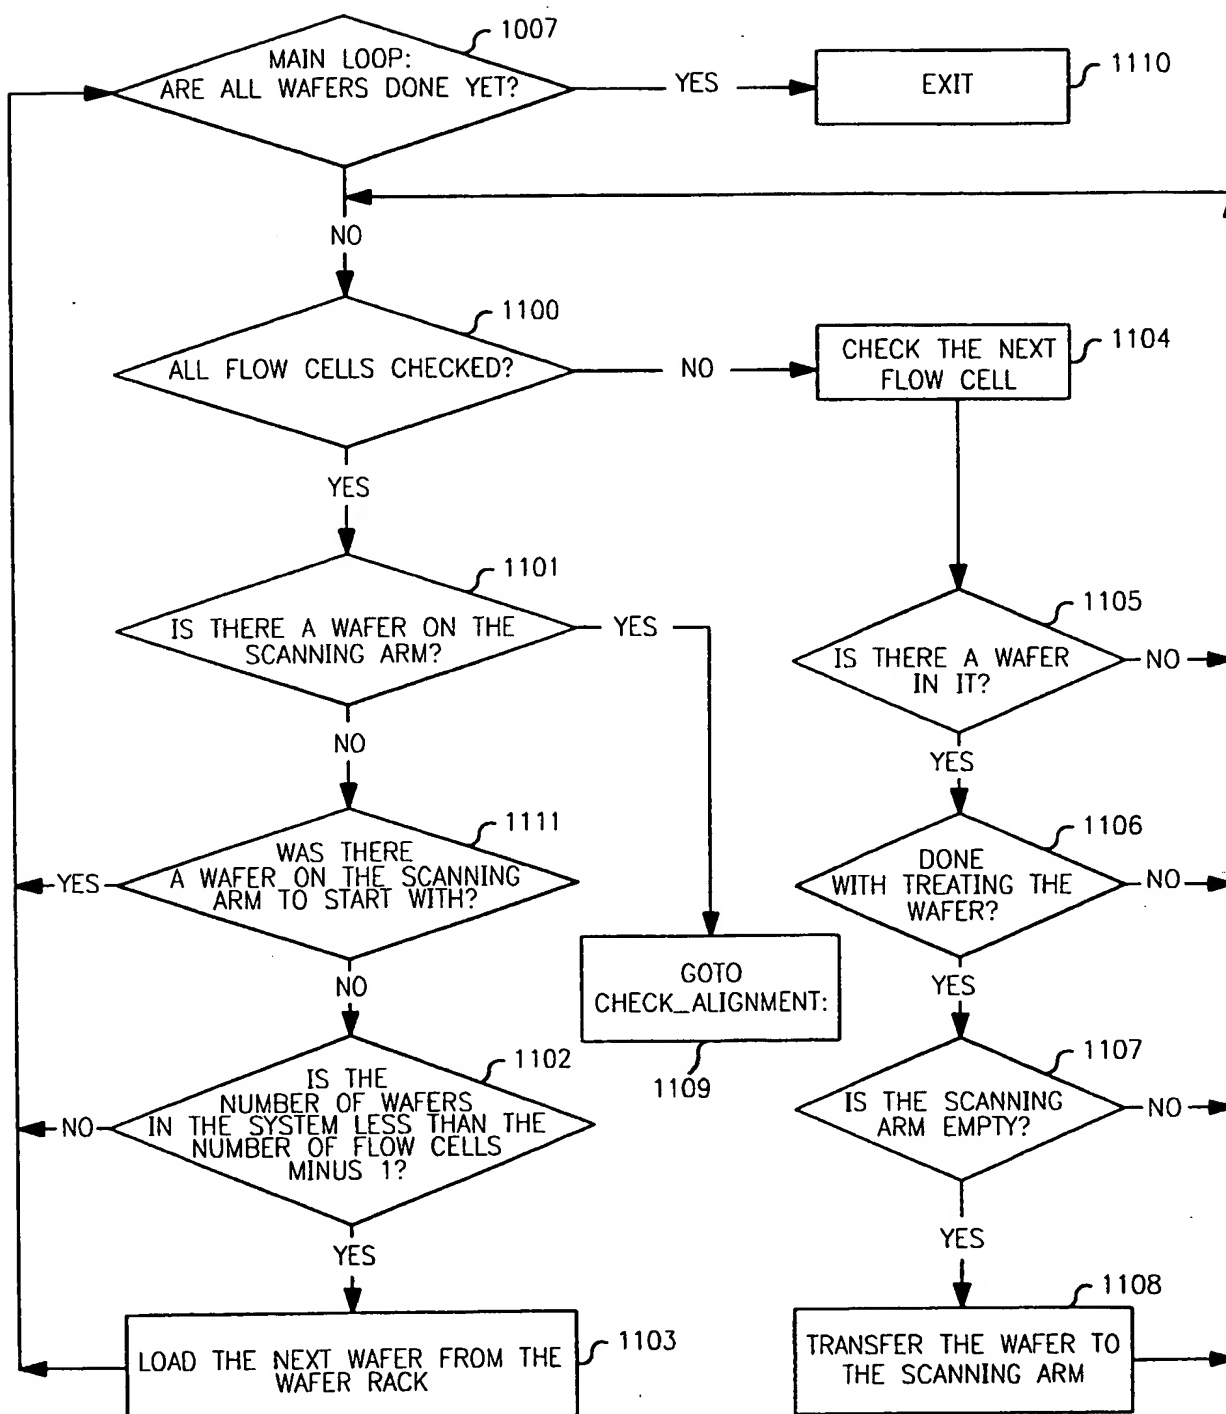 1007
MAIN LOOP:
ARE ALL WAFERS DONE YET?
YES
EXIT
1110
NO
1100
ALL FLOW CELLS CHECKED?
NO
CHECK THE NEXT
FLOW CELL
1104
YES
1101
IS THERE A WAFER ON THE
SCANNING ARM?
YES
1105
IS THERE A WAFER
IN IT?
NO
NO
YES
1111
WAS THERE
A WAFER ON THE SCANNING
ARM TO START WITH?
YES
1106
DONE
WITH TREATING THE
WAFER?
NO
GOTO
CHECK_ALIGNMENT:
1109
NO
YES
1102
IS THE
NUMBER OF WAFERS
IN THE SYSTEM LESS THAN THE
NUMBER OF FLOW CELLS
MINUS 1?
NO
1107
IS THE SCANNING
ARM EMPTY?
NO
YES
YES
1103
LOAD THE NEXT WAFER FROM THE
WAFER RACK
1108
TRANSFER THE WAFER TO
THE SCANNING ARM